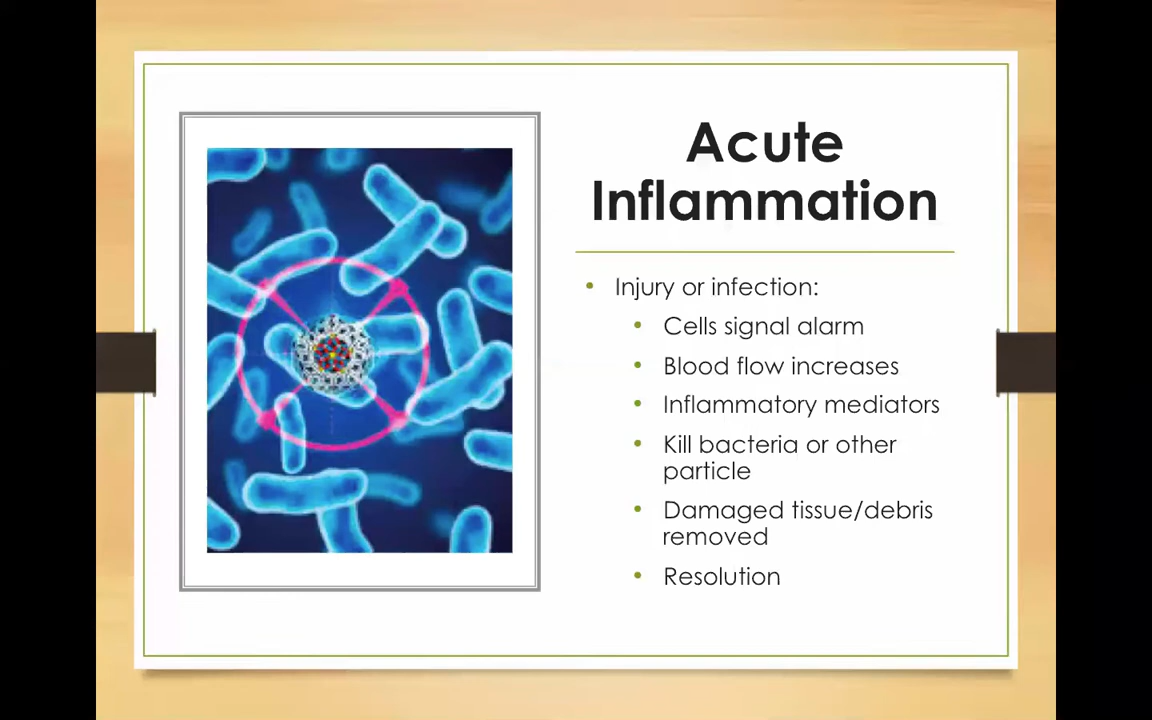 Acute
Inflammation
• Injury or infection:
• Cells signal alarm
• Blood flow increases
• Inflammatory mediators
• Kill bacteria or other
particle
• Damaged tissue/debris
removed
• Resolution